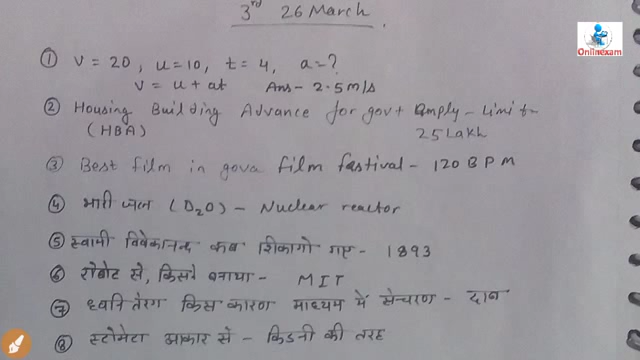 3rd 26 March
Onlinexam
① v = 20 , u = 10, t = 4, a = ?
v = u + at Ans - 2.5 m/s
② Housing Building Advance for govt Emply - Limit -
(HBA) 25 Lakh
③ Best film in gova film fastival - 120 BPM
④ भारी जल (D₂O) - Nuclear reactor
⑤ स्वामी विवेकानन्द कब शिकागो गए - 1893
⑥ रोबोट से, किसने बनाया - MIT
⑦ ध्वनि तरंग किस कारण माध्यम में संचरण - दाब
⑧ स्टोमेटा आकार से - किडनी की तरह